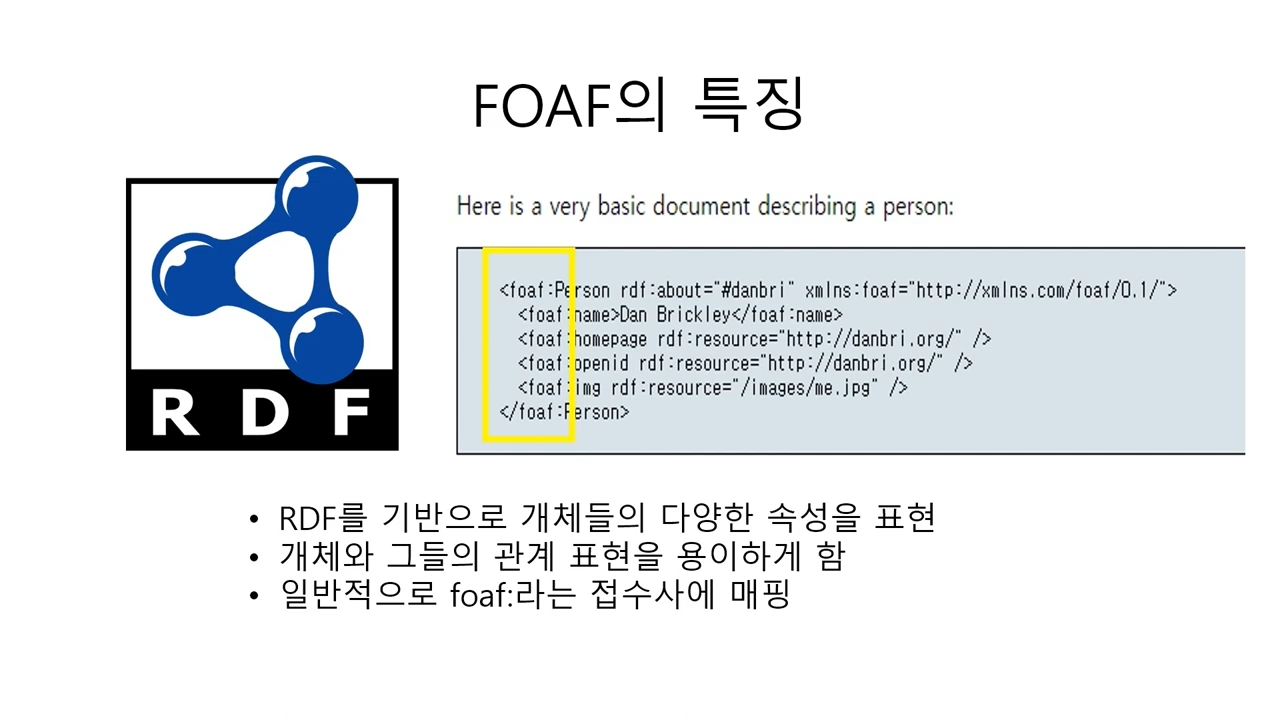 FOAF의 특징
RDF
Here is a very basic document describing a person:
<foaf:Person rdf:about="#danbri" xmlns:foaf="http://xmlns.com/foaf/0.1/">
<foaf:name>Dan Brickley</foaf:name>
<foaf:homepage rdf:resource="http://danbri.org/" />
<foaf:openid rdf:resource="http://danbri.org/" />
<foaf:img rdf:resource="/images/me.jpg" />
</foaf:Person>
• RDF를 기반으로 개체들의 다양한 속성을 표현
• 개체와 그들의 관계 표현을 용이하게 함
• 일반적으로 foaf:라는 접수사에 매핑